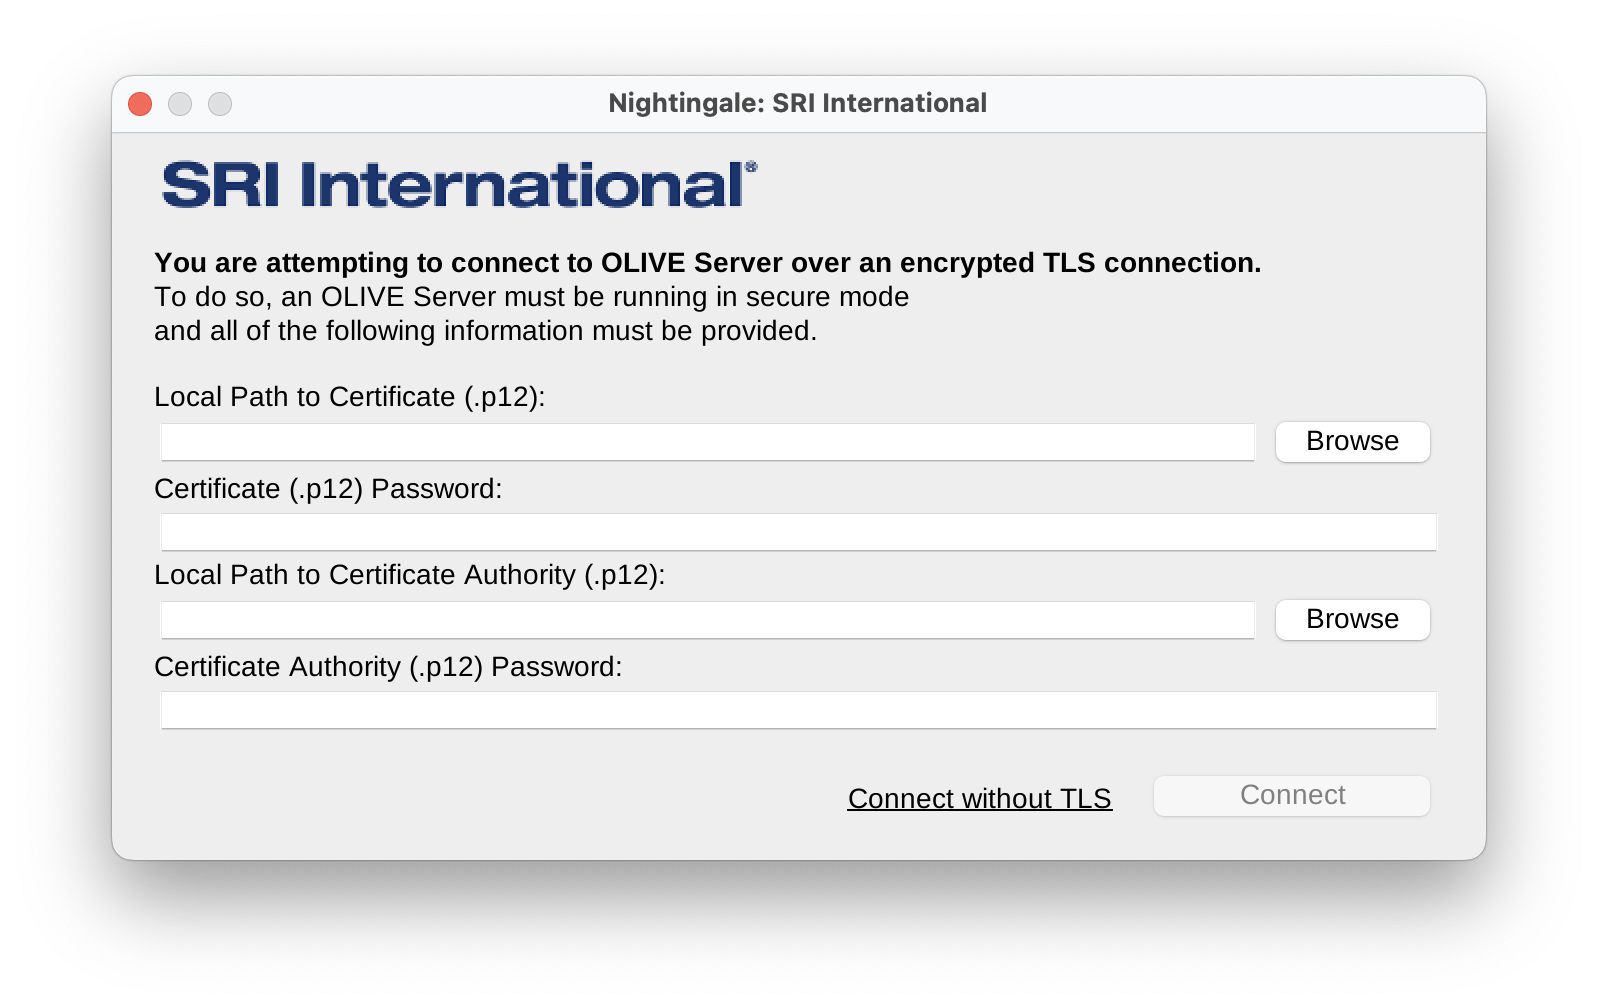 Nightingale: SRI International
SRI International®
You are attempting to connect to OLIVE Server over an encrypted TLS connection.
To do so, an OLIVE Server must be running in secure mode
and all of the following information must be provided.
Local Path to Certificate (.p12):
Browse
Certificate (.p12) Password:
Local Path to Certificate Authority (.p12):
Browse
Certificate Authority (.p12) Password:
Connect without TLS Connect